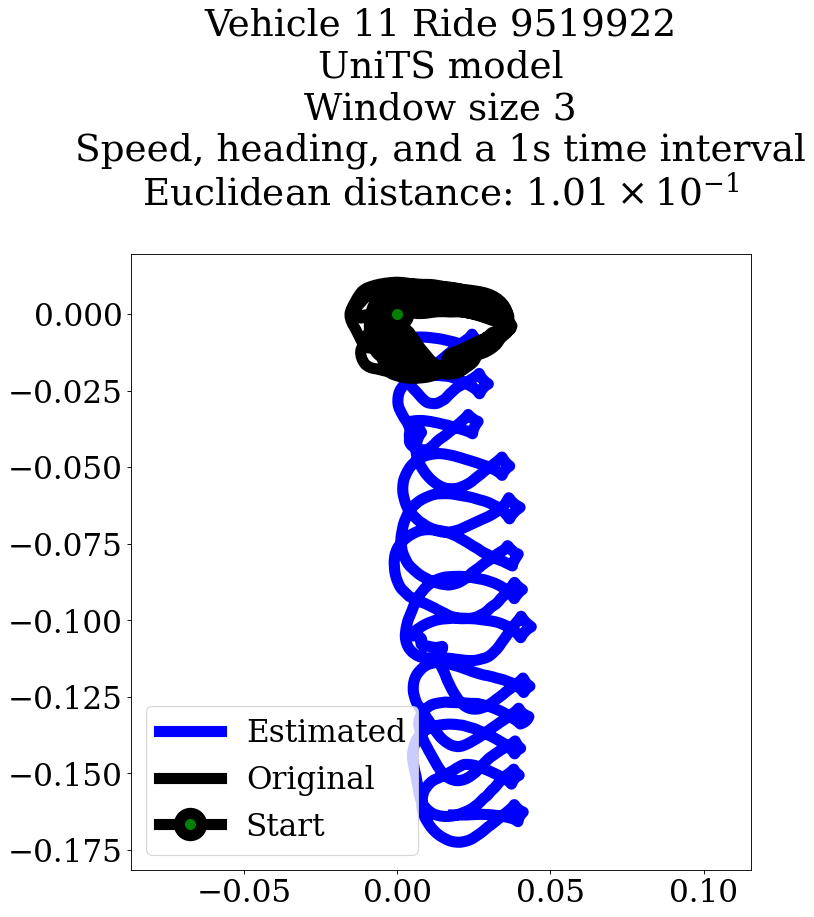 Vehicle 11 Ride 9519922
UniTS model
Window size 3
Speed, heading, and a 1s time interval
Euclidean distance: 1.01 × 10⁻¹
0.000
−0.025
−0.050
−0.075
−0.100
−0.125
−0.150
−0.175
Estimated
Original
Start
−0.05
0.00
0.05
0.10